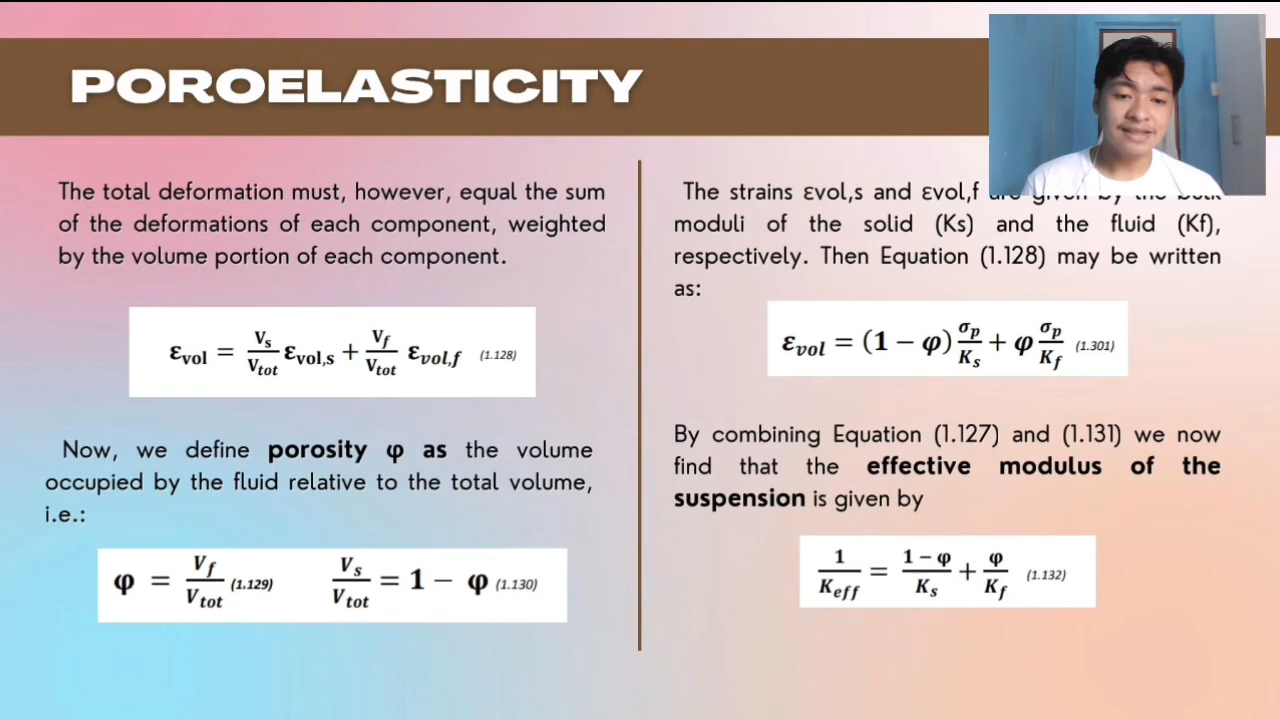 POROELASTICITY
The total deformation must, however, equal the sum
of the deformations of each component, weighted
by the volume portion of each component.
εvol = Vs/Vtot εvol,s + Vf/Vtot εvol,f (1.128)
Now, we define porosity φ as the volume
occupied by the fluid relative to the total volume,
i.e.:
φ = Vf/Vtot (1.129) Vs/Vtot = 1 − φ (1.130)
The strains εvol,s and εvol,f are given by the bulk
moduli of the solid (Ks) and the fluid (Kf),
respectively. Then Equation (1.128) may be written
as:
εvol = (1 − φ) σp/Ks + φ σp/Kf (1.301)
By combining Equation (1.127) and (1.131) we now
find that the effective modulus of the
suspension is given by
1/Keff = 1 − φ/Ks + φ/Kf (1.132)